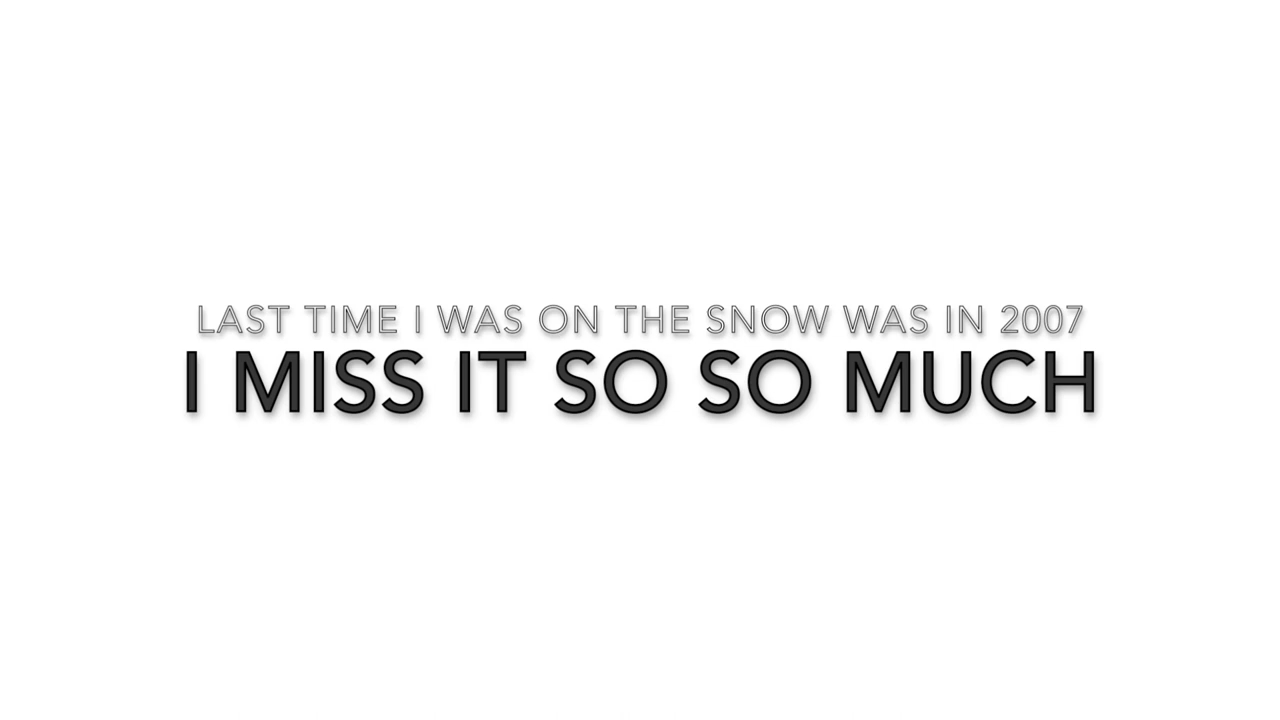 LAST TIME I WAS ON THE SNOW WAS IN 2007
I MISS IT SO SO MUCH